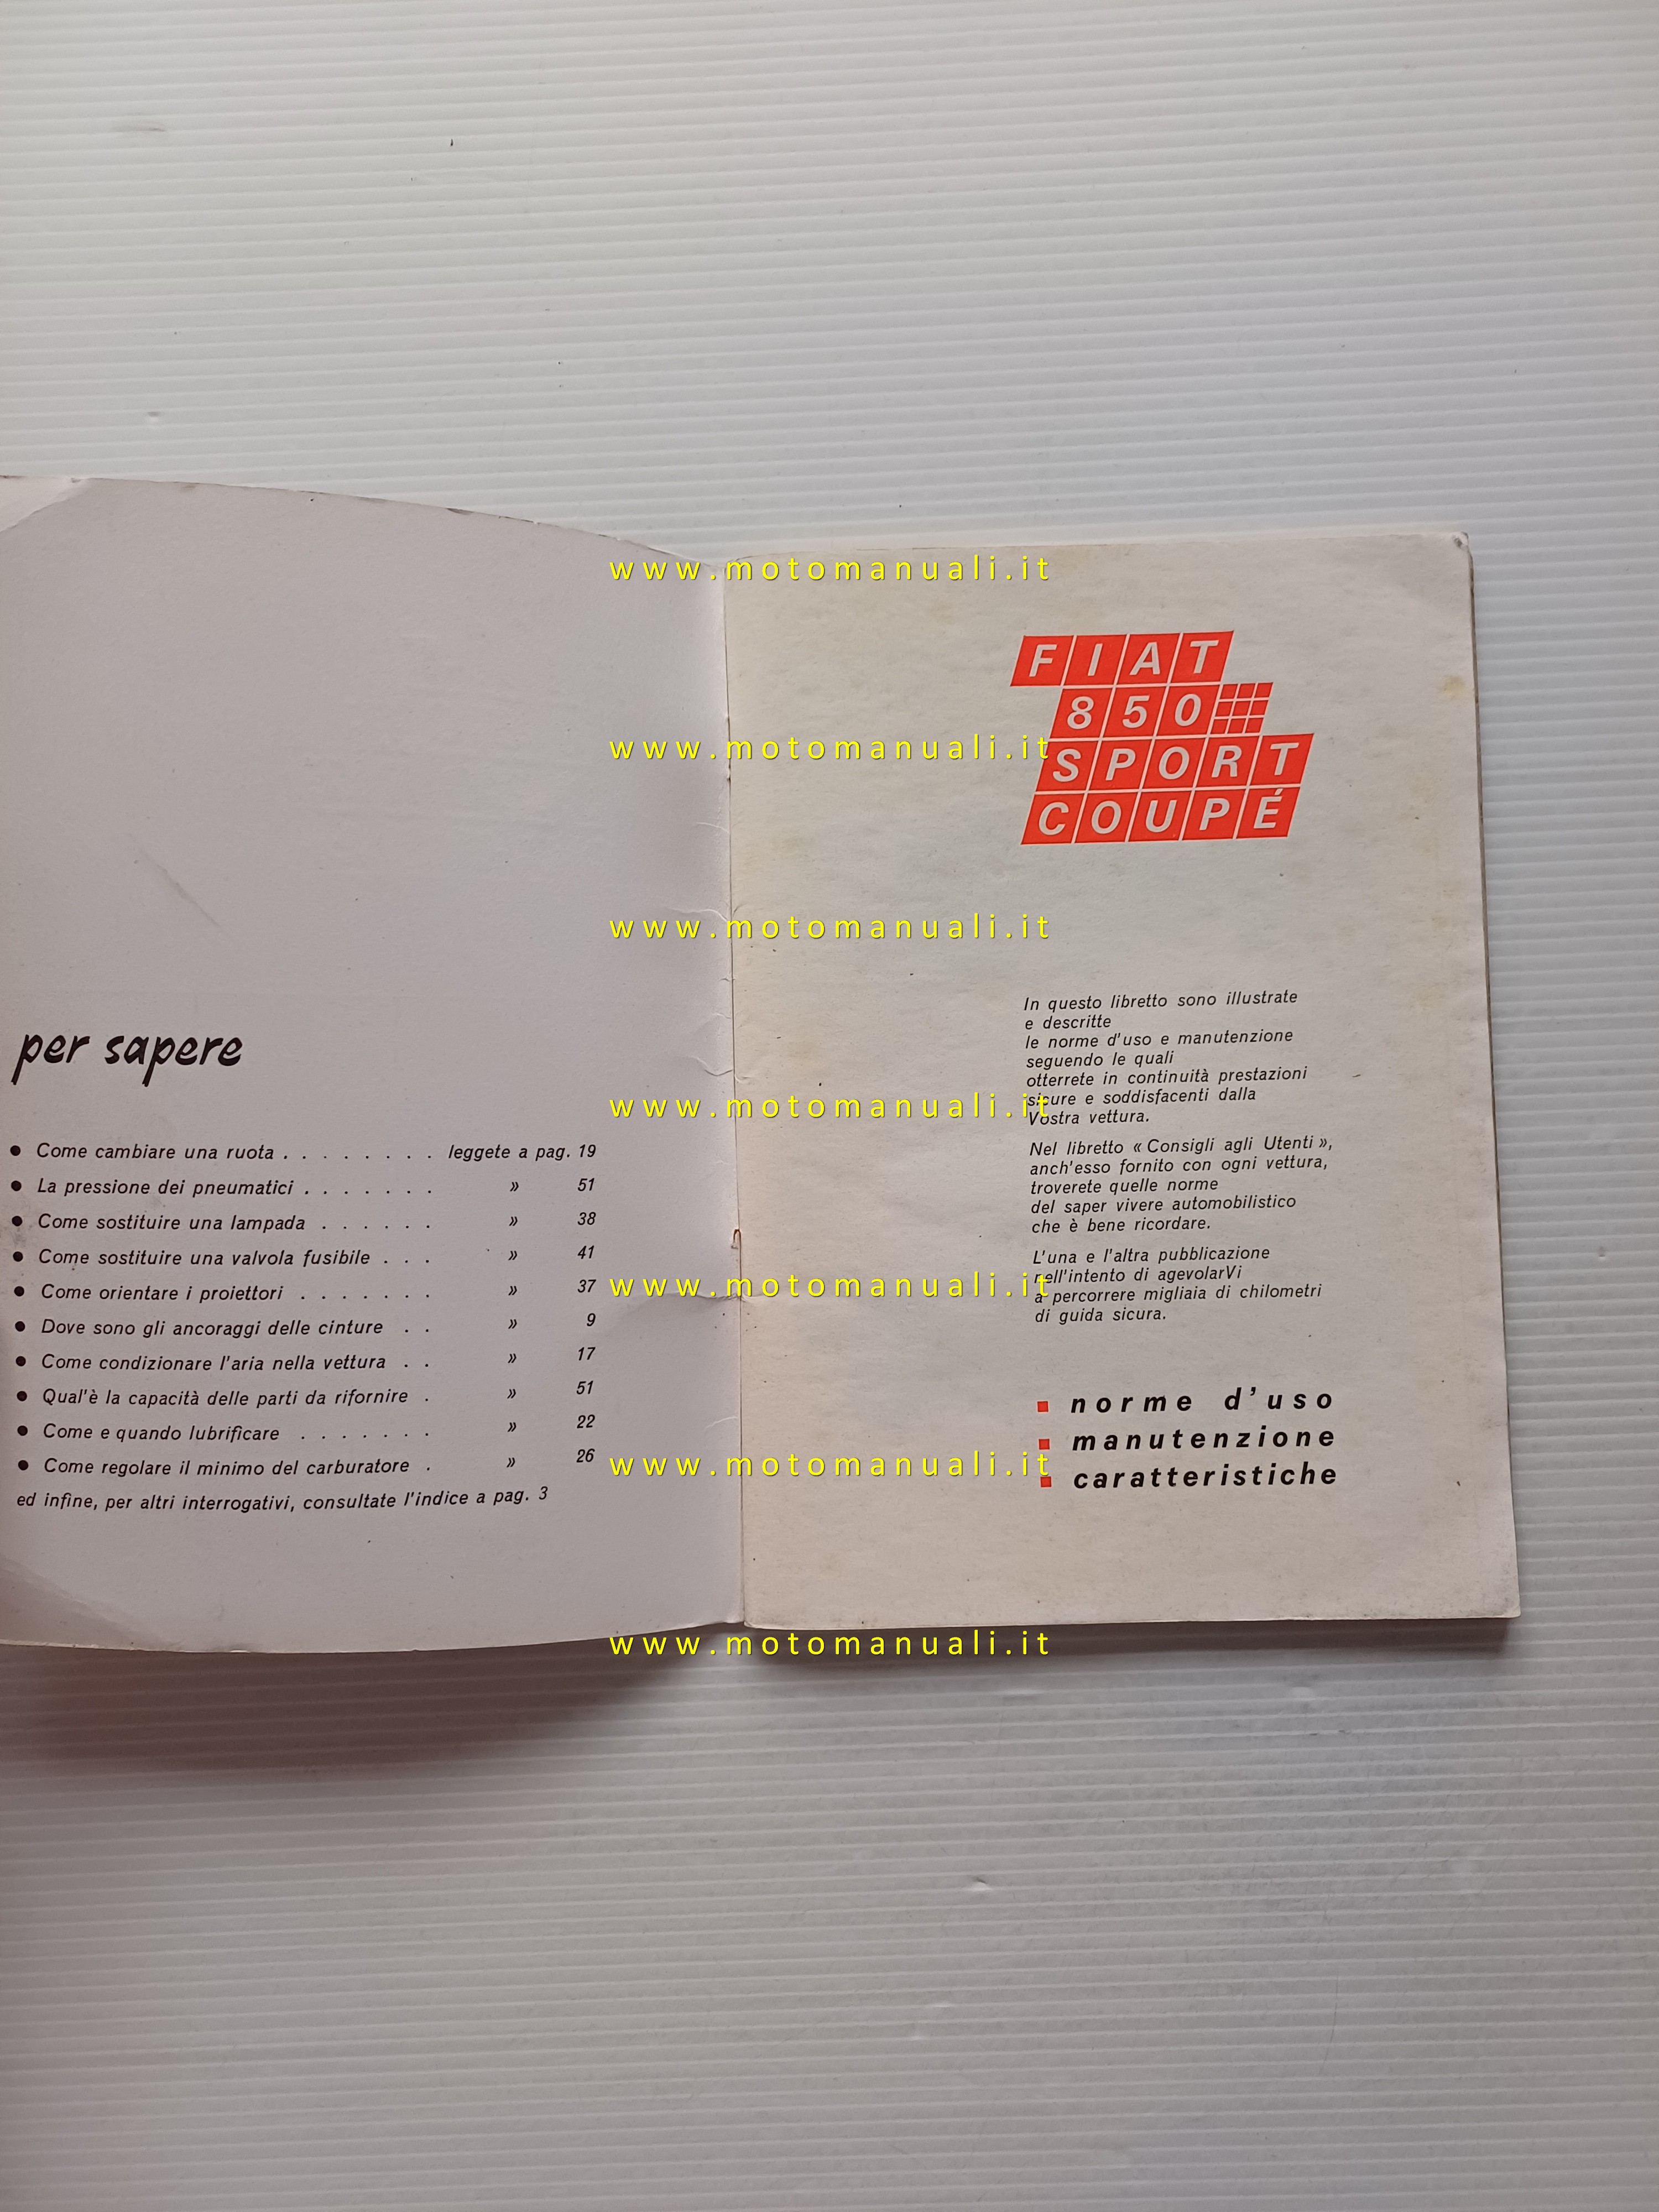 per sapere
● Come cambiare una ruota . . . . . . . . leggete a pag. 19
● La pressione dei pneumatici . . . . . . . » 51
● Come sostituire una lampada . . . . . . » 38
● Come sostituire una valvola fusibile . . . » 41
● Come orientare i proiettori . . . . . . . » 37
● Dove sono gli ancoraggi delle cinture . . » 9
● Come condizionare l'aria nella vettura . . » 17
● Qual'è la capacità delle parti da rifornire . » 51
● Come e quando lubrificare . . . . . . . » 22
● Come regolare il minimo del carburatore . » 26
ed infine, per altri interrogativi, consultate l'indice a pag. 3
FIAT
850
SPORT
COUPÉ
In questo libretto sono illustrate
e descritte
le norme d'uso e manutenzione
seguendo le quali
otterrete in continuità prestazioni
sicure e soddisfacenti dalla
Vostra vettura.
Nel libretto « Consigli agli Utenti »,
anch'esso fornito con ogni vettura,
troverete quelle norme
del saper vivere automobilistico
che è bene ricordare.
L'una e l'altra pubblicazione
nell'intento di agevolarVi
a percorrere migliaia di chilometri
di guida sicura.
norme d'uso
manutenzione
caratteristiche
www.motomanuali.it
www.motomanuali.it
www.motomanuali.it
www.motomanuali.it
www.motomanuali.it
www.motomanuali.it
www.motomanuali.it